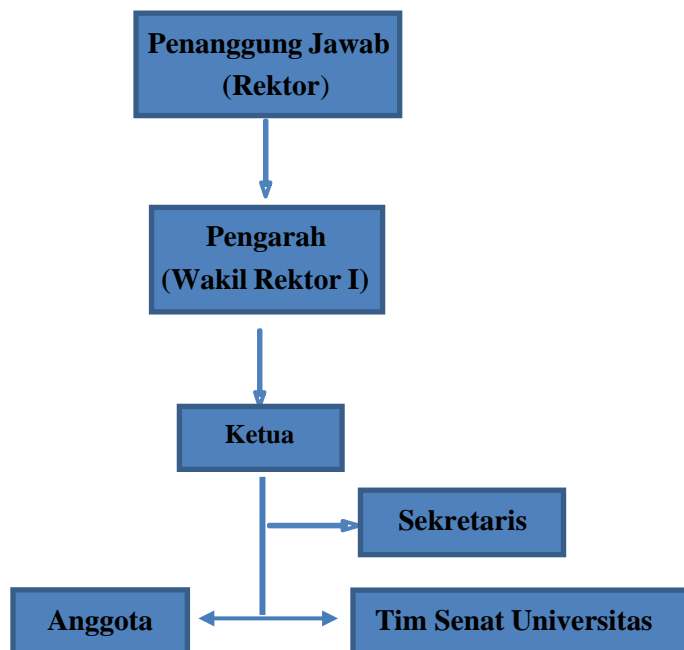 Penanggung Jawab
(Rektor)
Pengarah
(Wakil Rektor I)
Ketua
Sekretaris
Anggota
Tim Senat Universitas